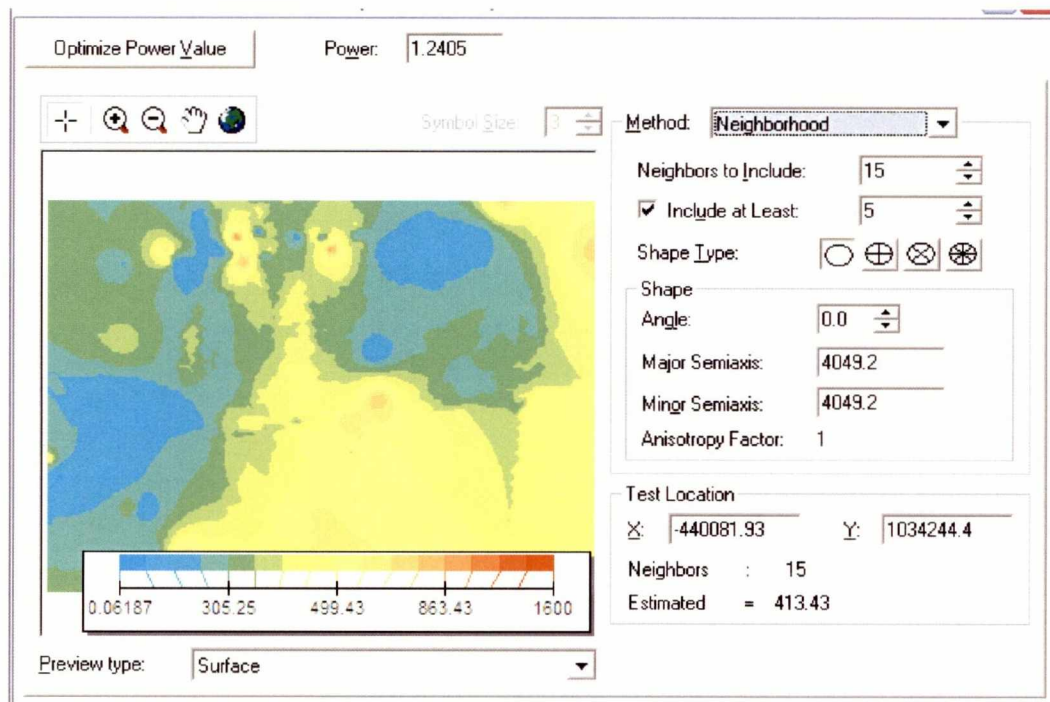 Optimize Power Value Power: 1.2405
Symbol Size: 3
Method: Neighborhood
Neighbors to Include: 15
Include at Least: 5
Shape Type:
Shape
Angle: 0.0
Major Semiaxis: 4049.2
Minor Semiaxis: 4049.2
Anisotropy Factor: 1
Test Location
X: -440081.93 Y: 1034244.4
Neighbors : 15
Estimated = 413.43
0.06187 305.25 499.43 863.43 1600
Preview type: Surface